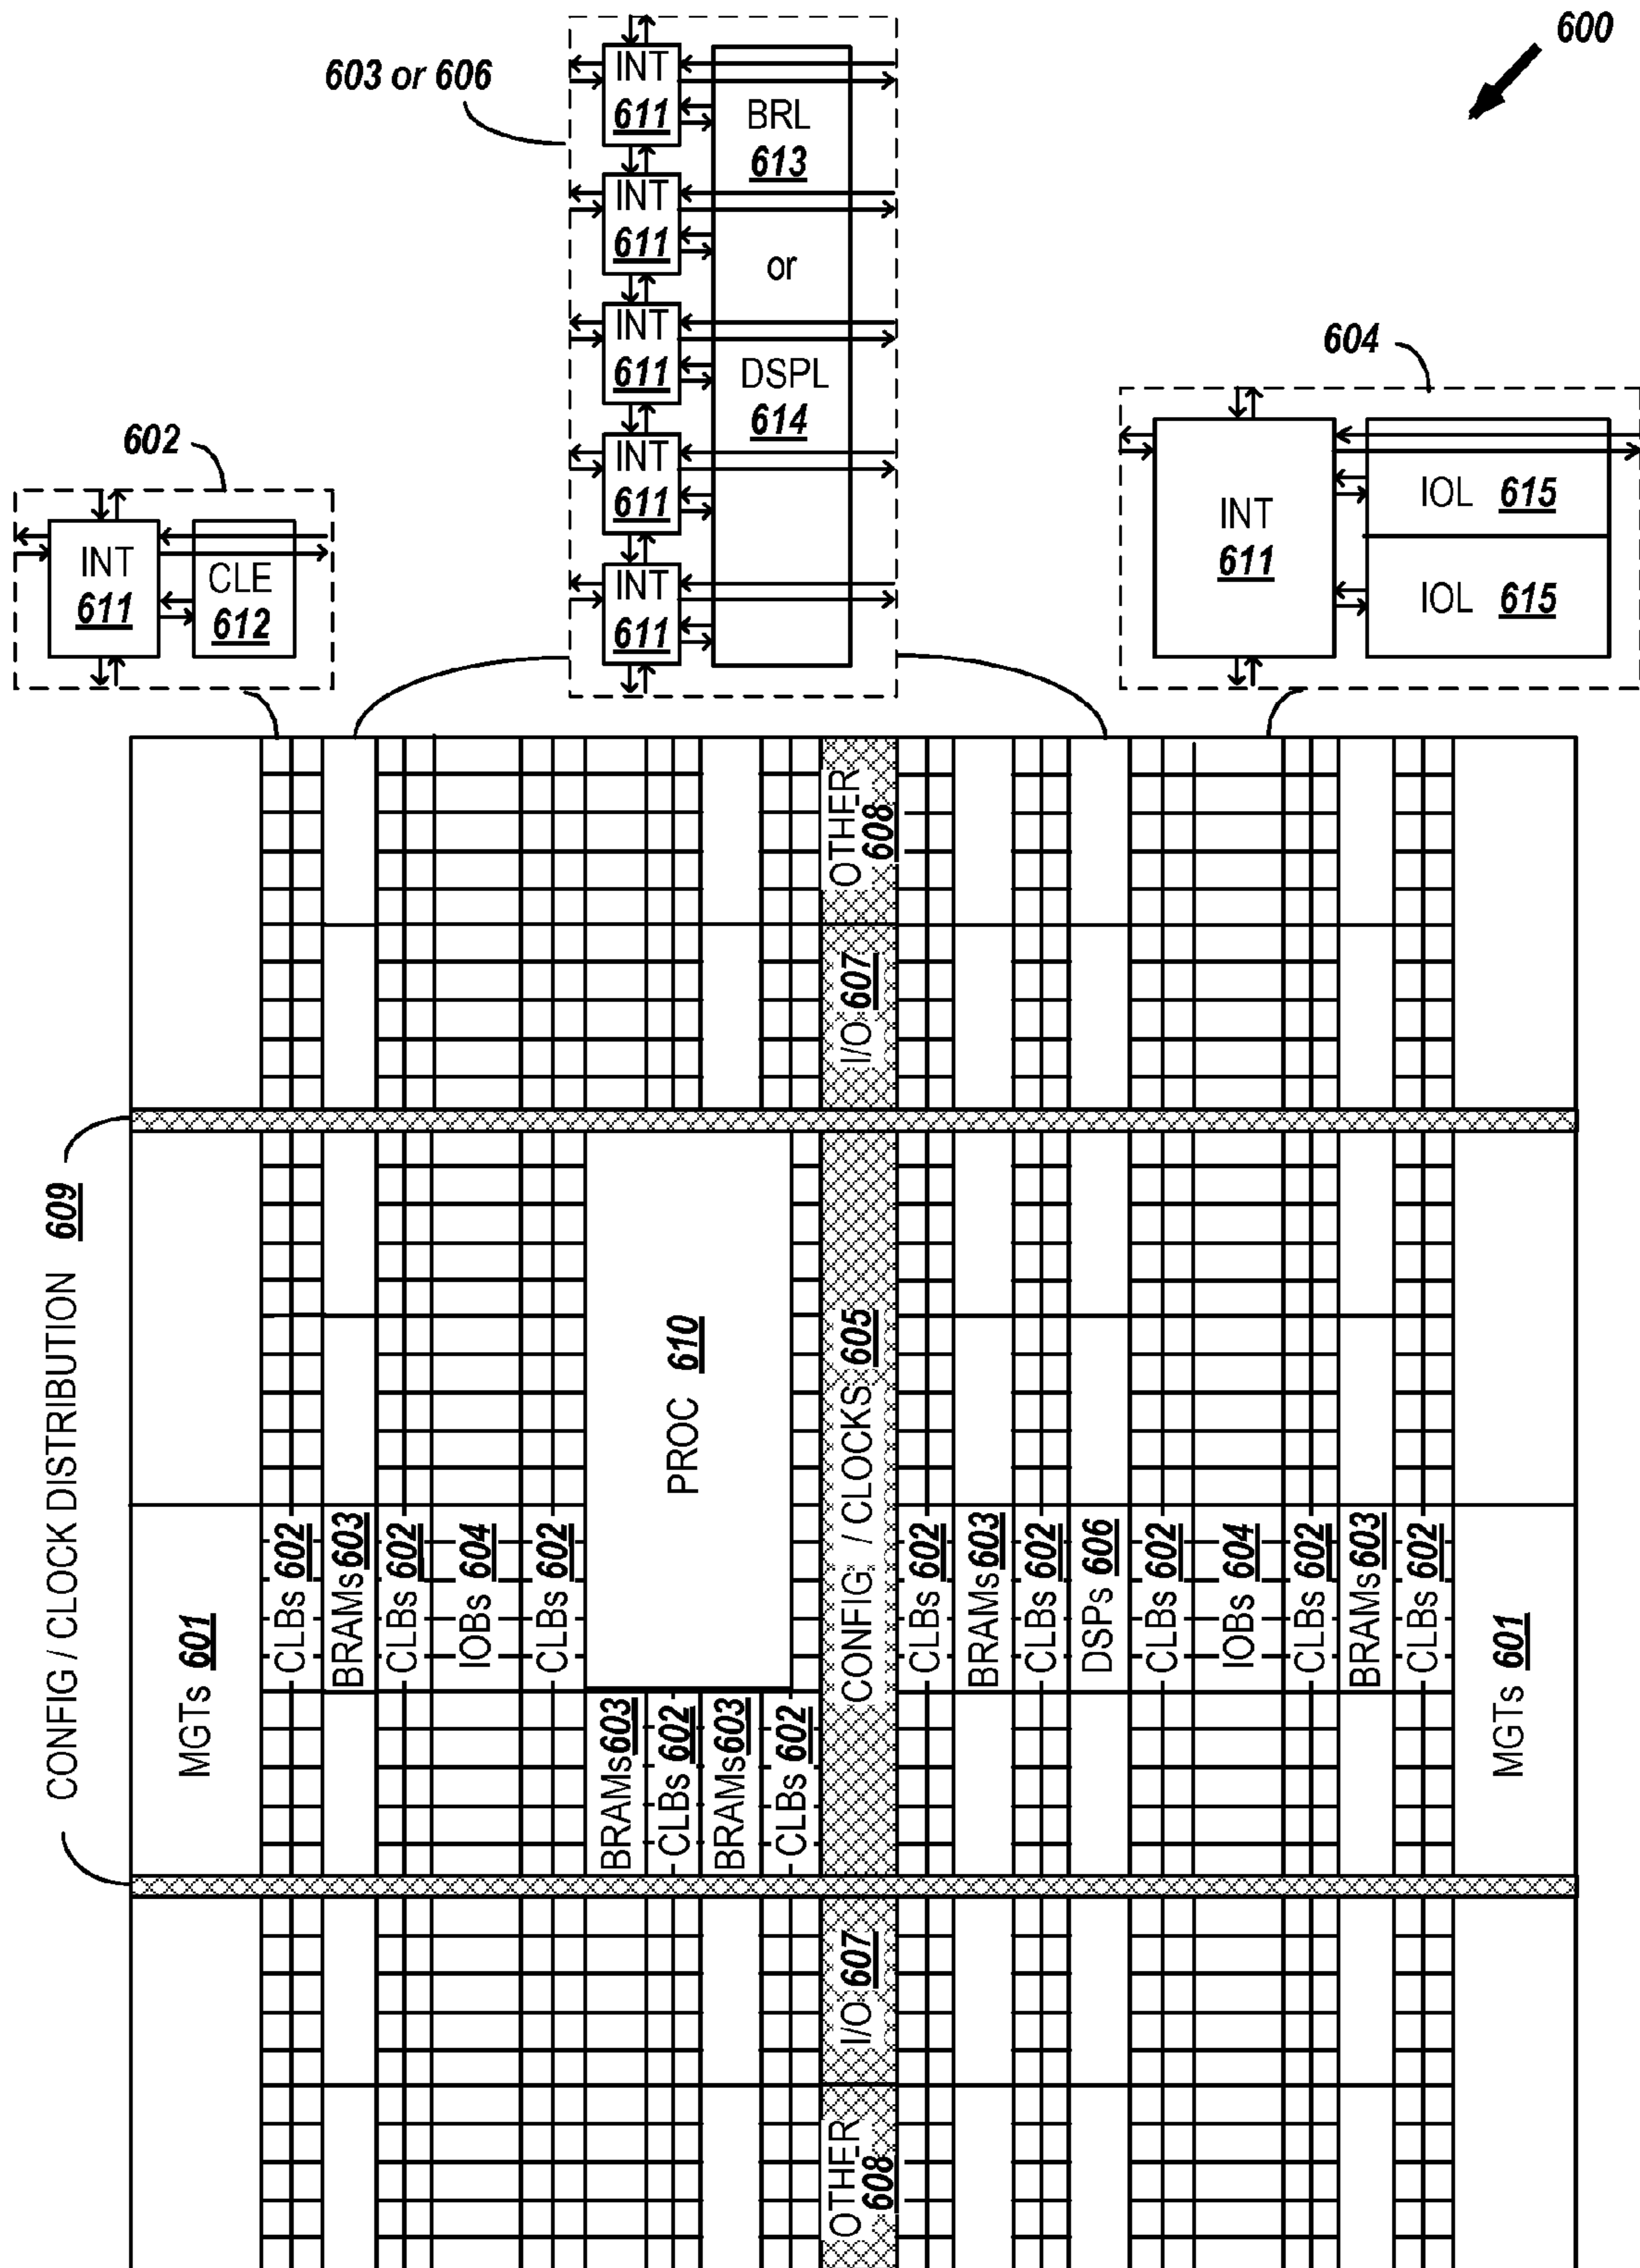 600
603 or 606
INT
611
INT
611
INT
611
INT
611
INT
611
BRL
613
or
DSPL
614
602
INT
611
CLE
612
604
INT
611
IOL 615
IOL 615
OTHER
608
I/O 607
CONFIG / CLOCK DISTRIBUTION 609
PROC 610
CONFIG / CLOCKS 605
MGTs 601
CLBs 602
BRAMs 603
CLBs 602
IOBs 604
CLBs 602
BRAMs 603
CLBs 602
BRAMs 603
CLBs 602
CLBs 602
BRAMs 603
CLBs 602
DSPs 606
CLBs 602
IOBs 604
CLBs 602
BRAMs 603
CLBs 602
MGTs 601
I/O 607
OTHER
608